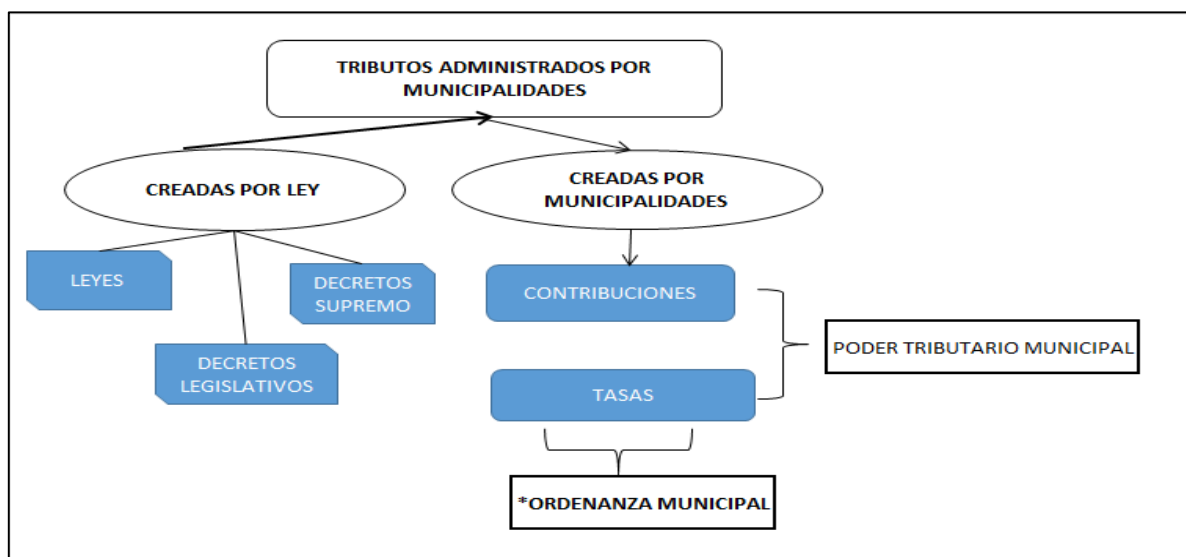 TRIBUTOS ADMINISTRADOS POR
MUNICIPALIDADES
CREADAS POR LEY
CREADAS POR
MUNICIPALIDADES
LEYES
DECRETOS
SUPREMO
DECRETOS
LEGISLATIVOS
CONTRIBUCIONES
TASAS
PODER TRIBUTARIO MUNICIPAL
*ORDENANZA MUNICIPAL